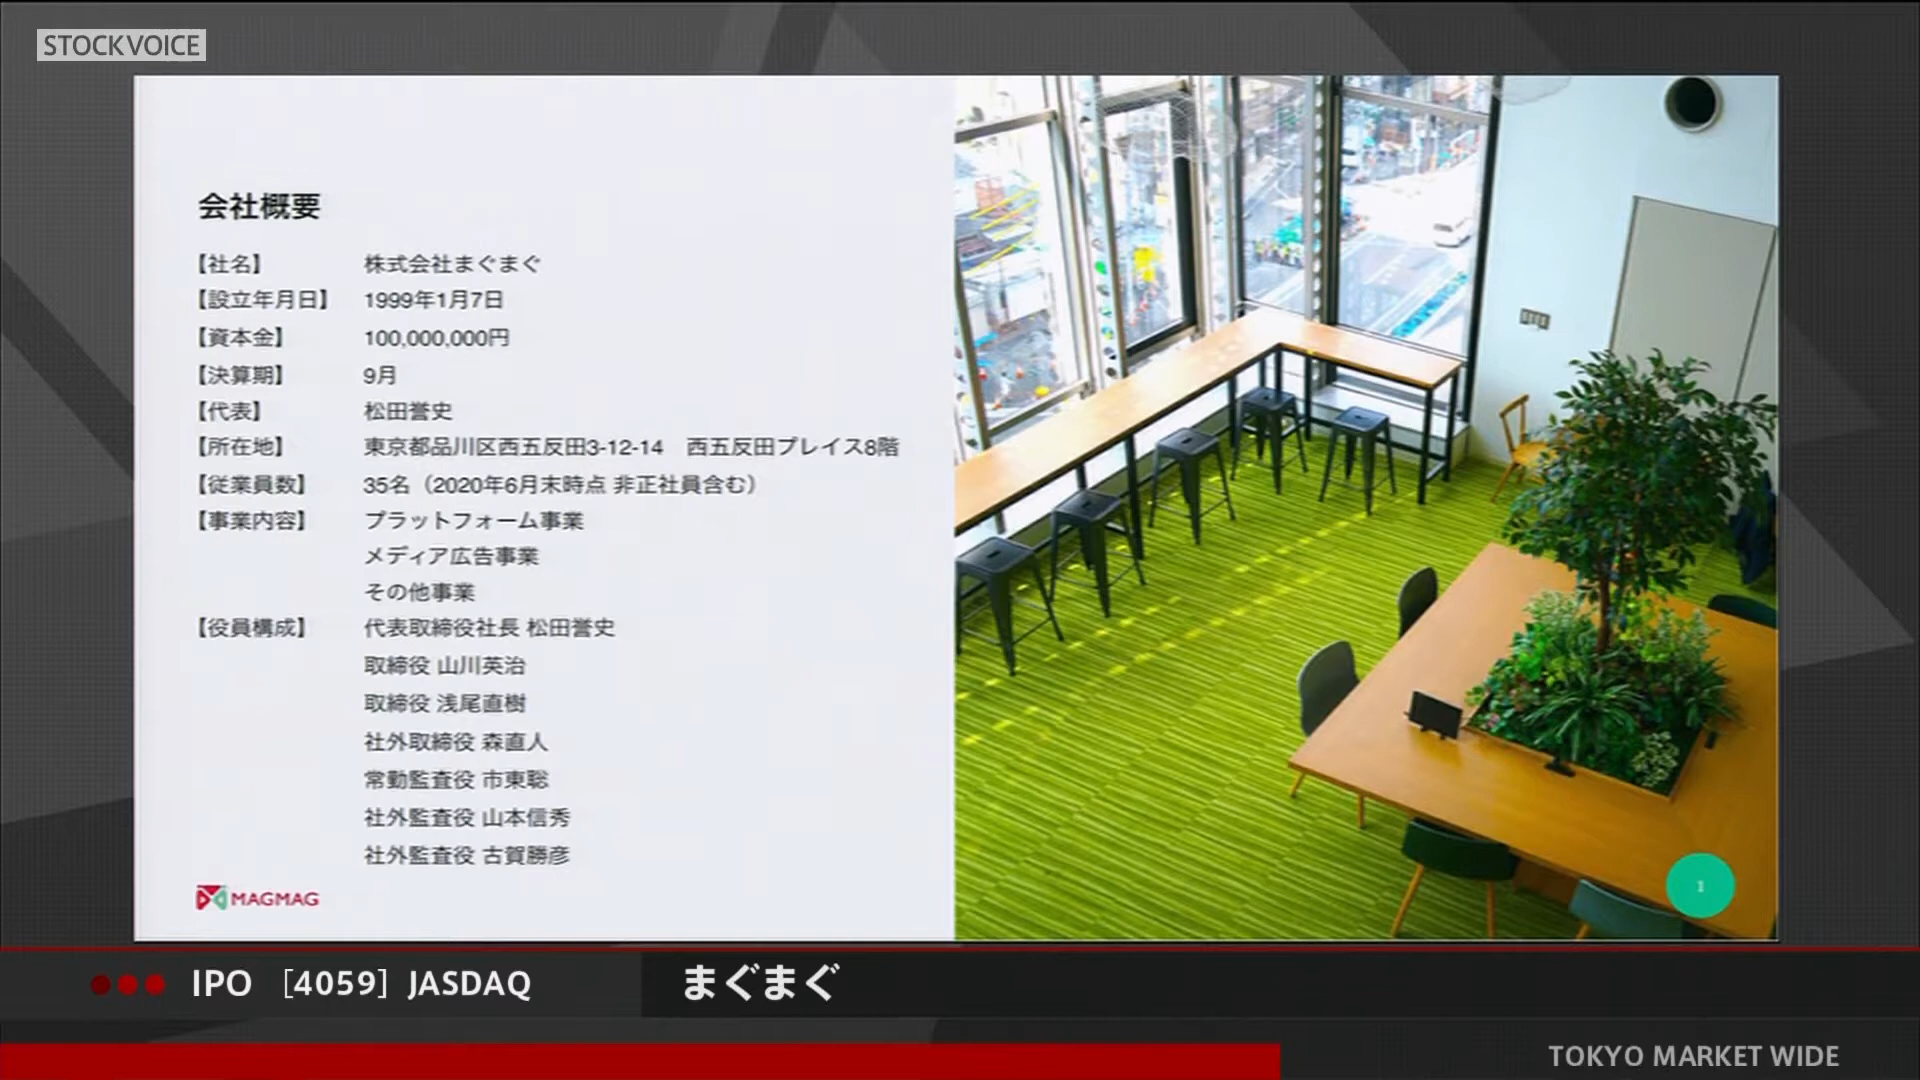 STOCKVOICE
会社概要
【社名】 株式会社まぐまぐ
【設立年月日】 1999年1月7日
【資本金】 100,000,000円
【決算期】 9月
【代表】 松田誉史
【所在地】 東京都品川区西五反田3-12-14　西五反田プレイス8階
【従業員数】 35名（2020年6月末時点 非正社員含む）
【事業内容】 プラットフォーム事業
メディア広告事業
その他事業
【役員構成】 代表取締役社長 松田誉史
取締役 山川英治
取締役 浅尾直樹
社外取締役 森直人
常勤監査役 市東聡
社外監査役 山本信秀
社外監査役 古賀勝彦
MAGMAG
1
IPO [4059] JASDAQ まぐまぐ
TOKYO MARKET WIDE